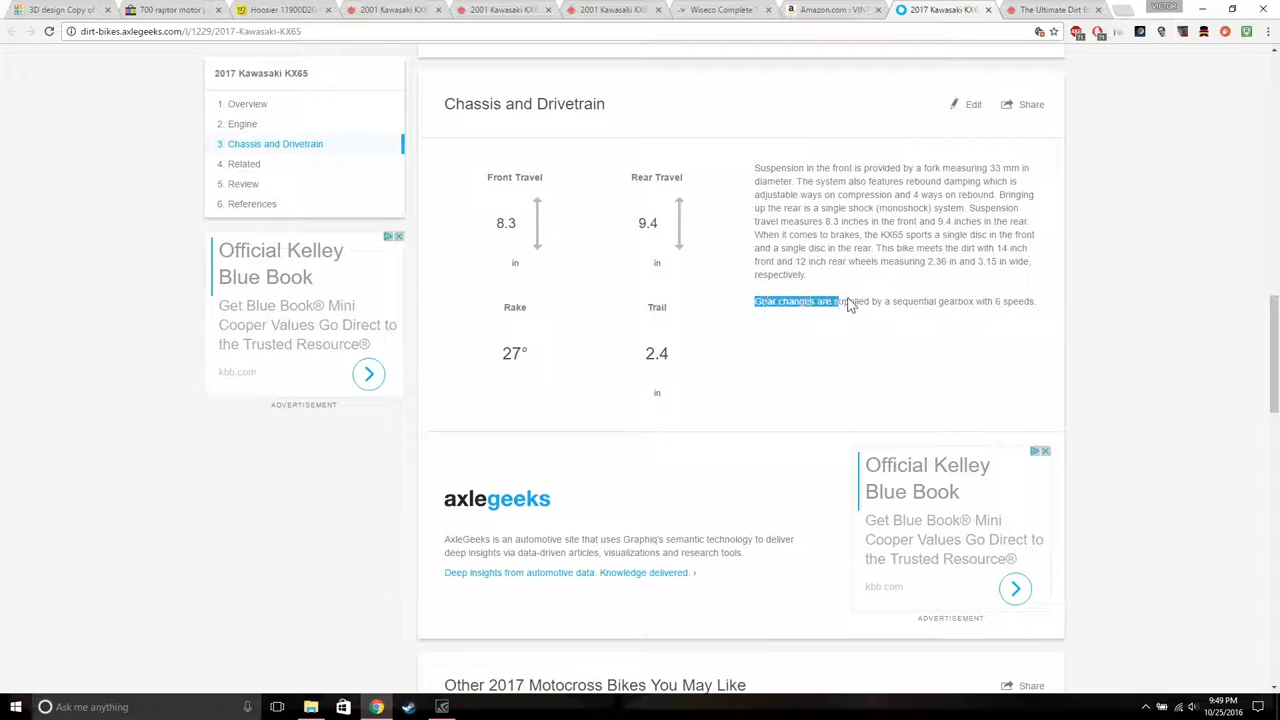 3D design Copy of
700 raptor motor
Hoosier 11900D20
2001 Kawasaki KX6
2001 Kawasaki KX6
2001 Kawasaki KX6
Wiseco Complete
Amazon.com : VINT
2017 Kawasaki KX6
The Ultimate Dirt B
VICTOR
dirt-bikes.axlegeeks.com/l/1229/2017-Kawasaki-KX65
2017 Kawasaki KX65
1. Overview
2. Engine
3. Chassis and Drivetrain
4. Related
5. Review
6. References
Official Kelley
Blue Book
Get Blue Book® Mini
Cooper Values Go Direct to
the Trusted Resource®
kbb.com
ADVERTISEMENT
Chassis and Drivetrain
Edit
Share
Front Travel
8.3
in
Rear Travel
9.4
in
Rake
27°
Trail
2.4
in
Suspension in the front is provided by a fork measuring 33 mm in
diameter. The system also features rebound damping which is
adjustable ways on compression and 4 ways on rebound. Bringing
up the rear is a single shock (monoshock) system. Suspension
travel measures 8.3 inches in the front and 9.4 inches in the rear.
When it comes to brakes, the KX65 sports a single disc in the front
and a single disc in the rear. This bike meets the dirt with 14 inch
front and 12 inch rear wheels measuring 2.36 in and 3.15 in wide,
respectively.
Gear changes are supplied by a sequential gearbox with 6 speeds.
axlegeeks
AxleGeeks is an automotive site that uses Graphiq's semantic technology to deliver
deep insights via data-driven articles, visualizations and research tools.
Deep insights from automotive data. Knowledge delivered. ›
Official Kelley
Blue Book
Get Blue Book® Mini
Cooper Values Go Direct to
the Trusted Resource®
kbb.com
ADVERTISEMENT
Other 2017 Motocross Bikes You May Like
Share
Ask me anything
9:49 PM
10/25/2016